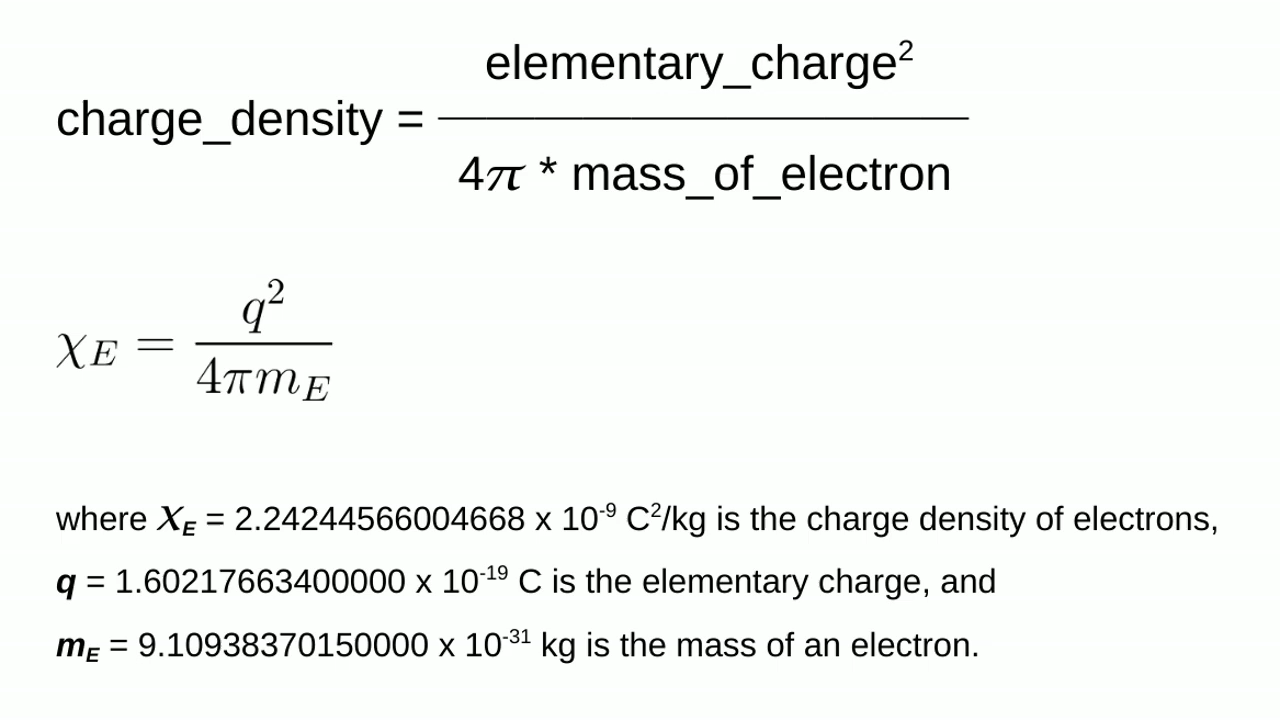 charge_density = elementary_charge² / 4π * mass_of_electron
χ_E = q² / 4πm_E
where χ_E = 2.24244566004668 x 10⁻⁹ C²/kg is the charge density of electrons,
q = 1.60217663400000 x 10⁻¹⁹ C is the elementary charge, and
m_E = 9.10938370150000 x 10⁻³¹ kg is the mass of an electron.